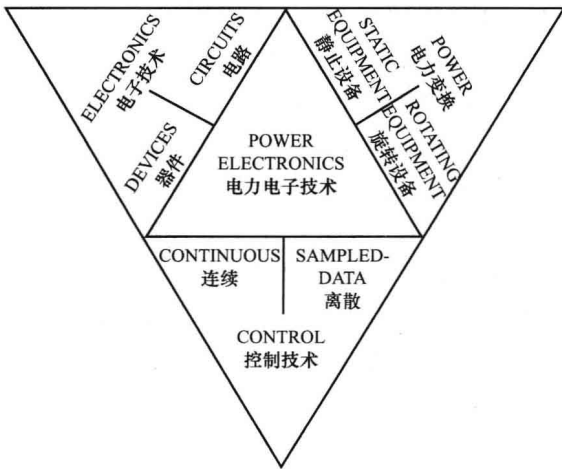 ELECTRONICS
电子技术
CIRCUITS
电路
DEVICES
器件
STATIC
EQUIPMENT
静止设备
POWER
电力变换
ROTATING
EQUIPMENT
旋转设备
POWER
ELECTRONICS
电力电子技术
CONTINUOUS
连续
SAMPLED-
DATA
离散
CONTROL
控制技术